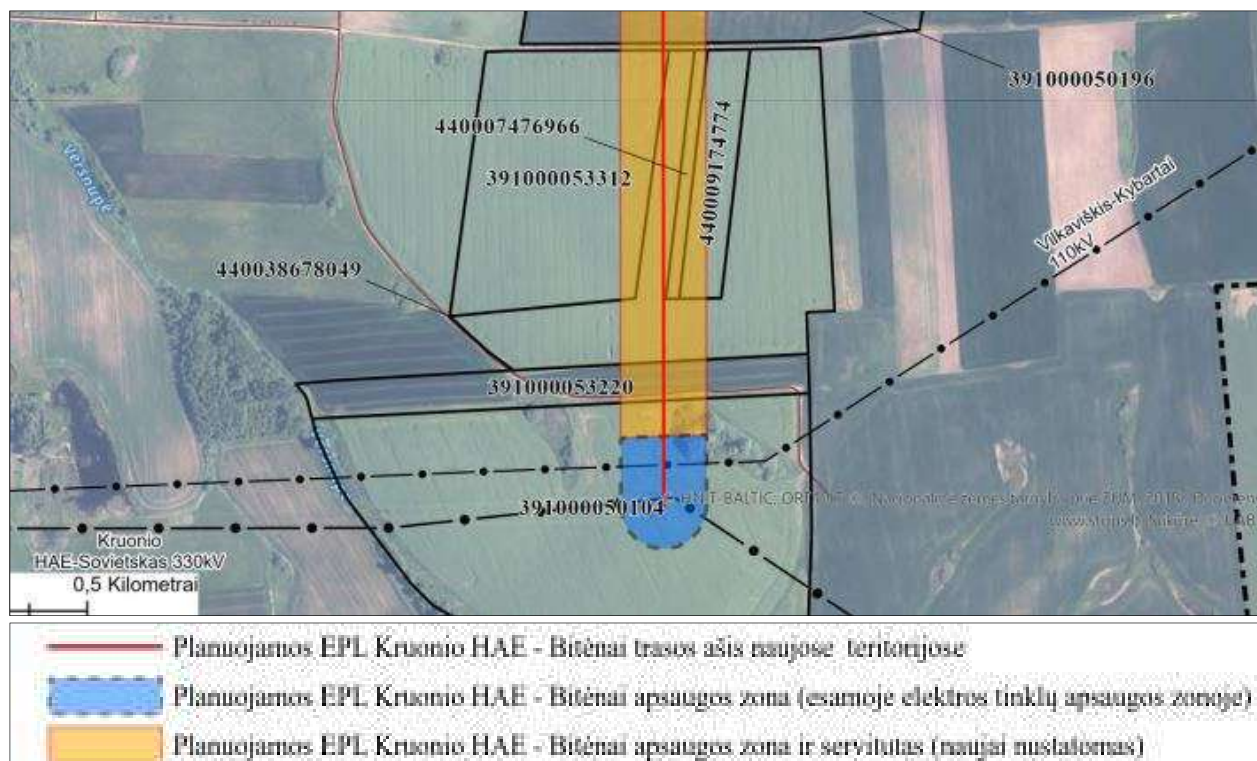 391000050196
440007476966
440009174774
391000053312
Vilkaviškis-Kybartai
110kV
440038678049
391000053220
391000050104
Kruonio
HAE-Sovietskas 330kV
0,5 Kilometrai
Planuojamos EPL Kruonio HAE - Bitėnai trasos ašis naujose teritorijose
Planuojamos EPL Kruonio HAE - Bitėnai apsaugos zona (esamoje elektros tinklų apsaugos zonoje)
Planuojamos EPL Kruonio HAE - Bitėnai apsaugos zona ir servitutas (naujai nustatomas)